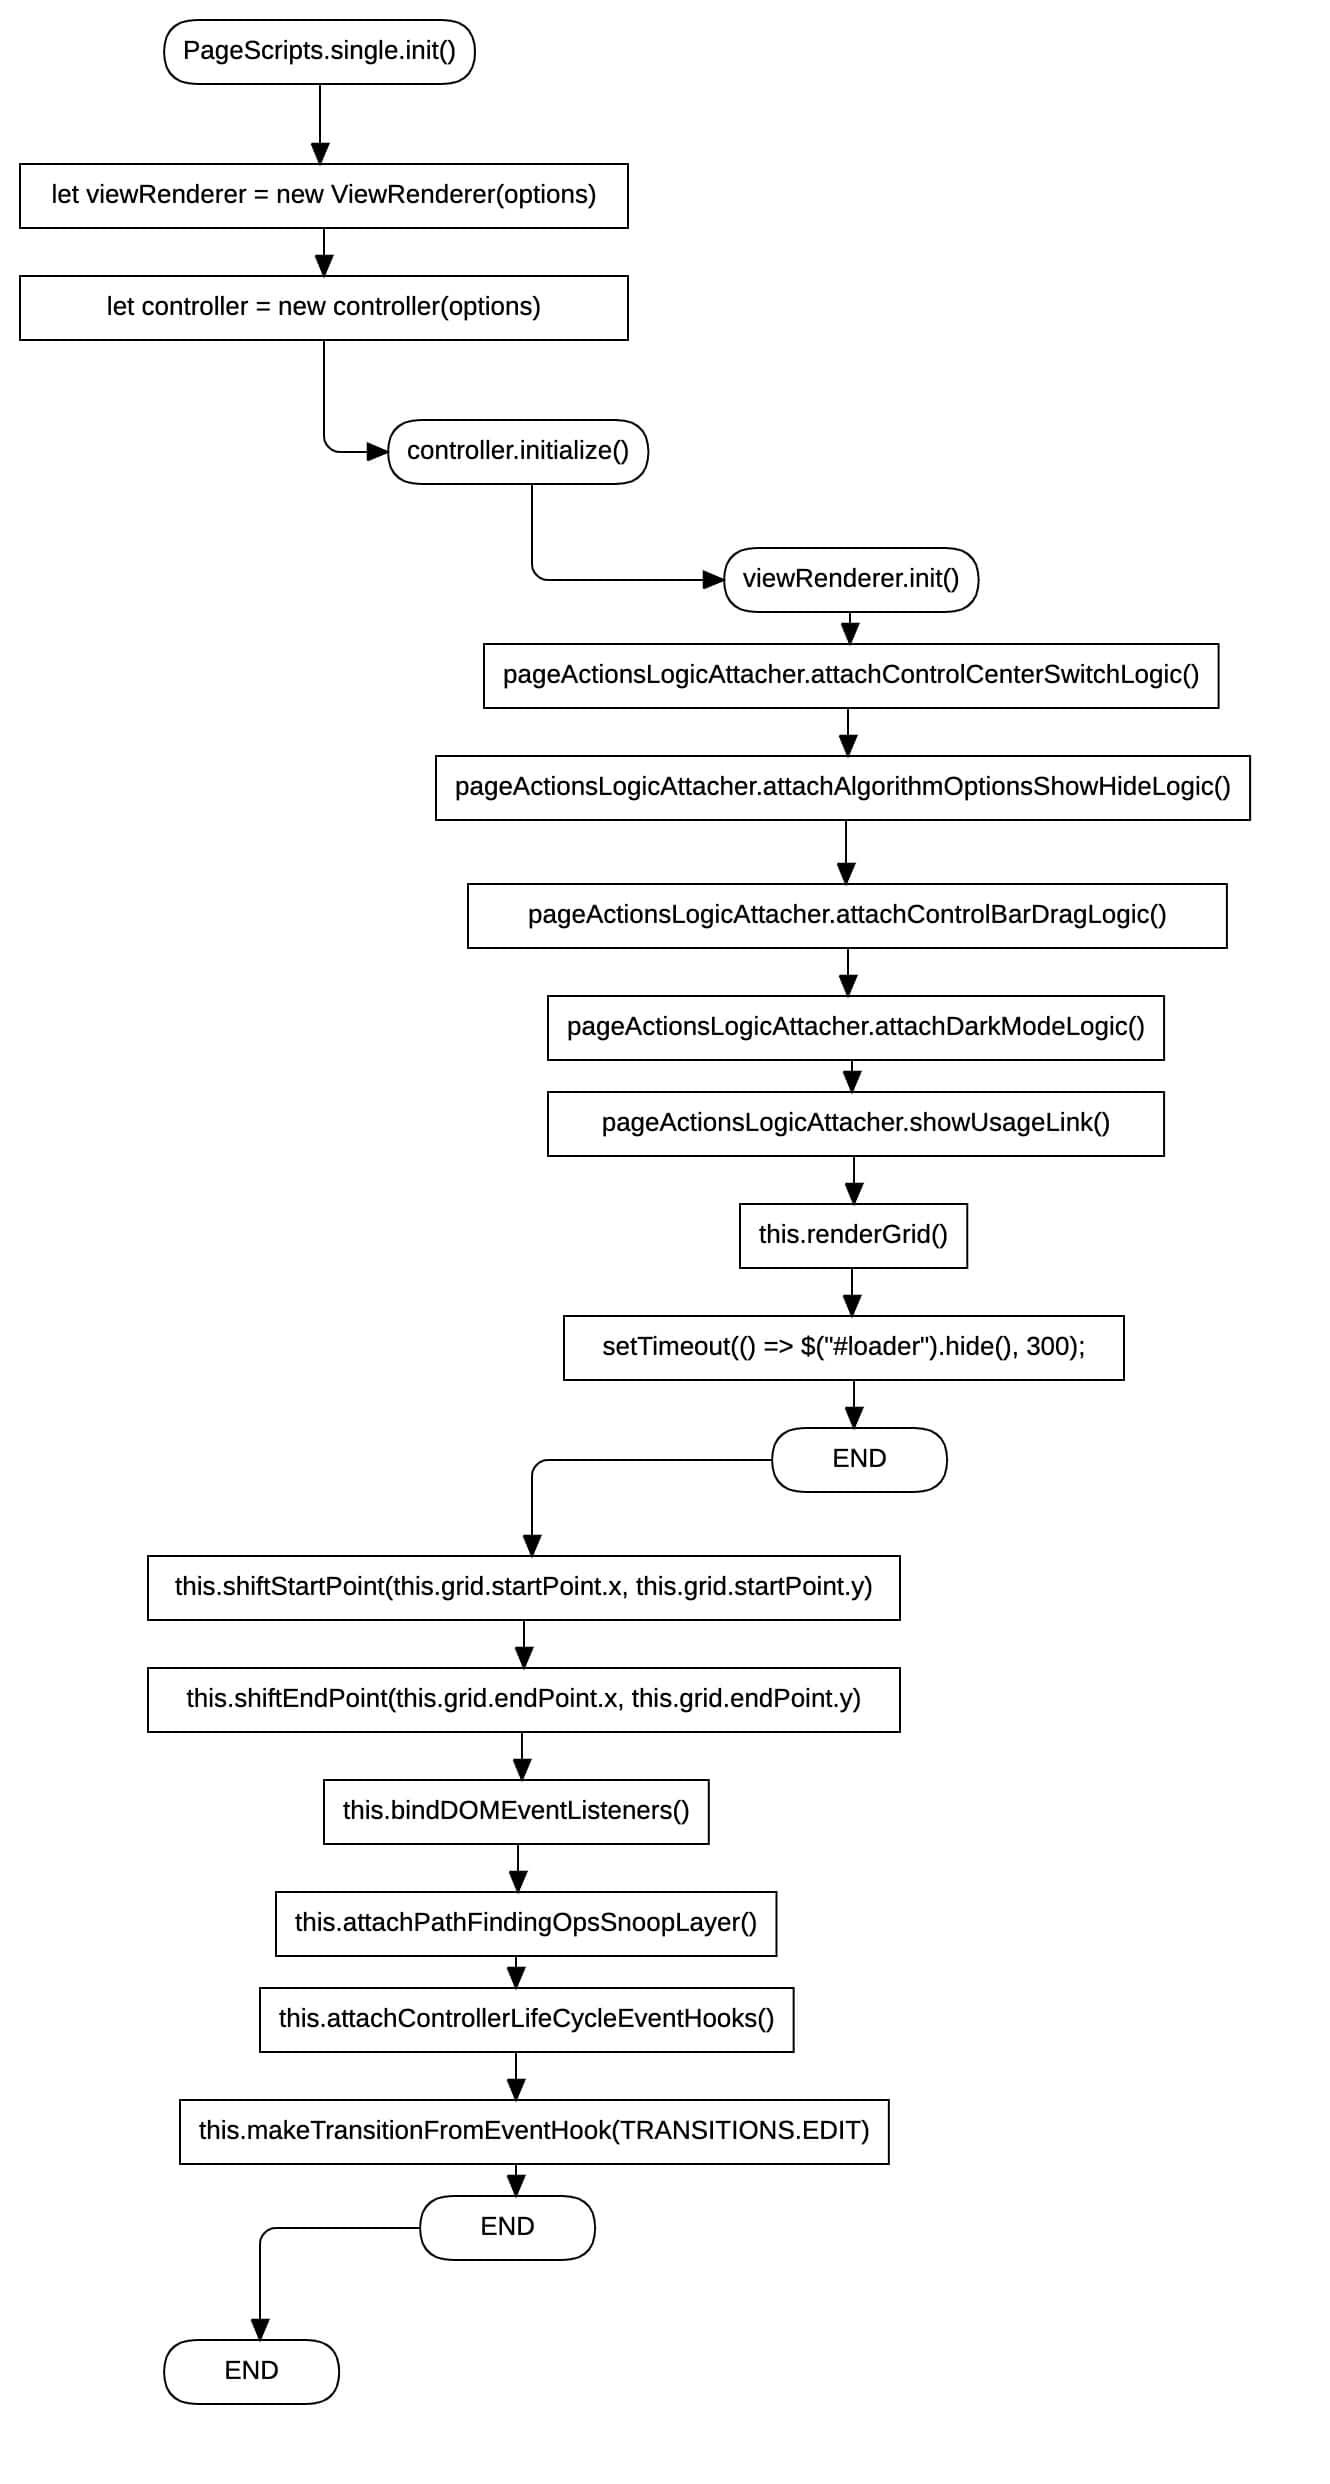 PageScripts.single.init()
let viewRenderer = new ViewRenderer(options)
let controller = new controller(options)
controller.initialize()
viewRenderer.init()
pageActionsLogicAttacher.attachControlCenterSwitchLogic()
pageActionsLogicAttacher.attachAlgorithmOptionsShowHideLogic()
pageActionsLogicAttacher.attachControlBarDragLogic()
pageActionsLogicAttacher.attachDarkModeLogic()
pageActionsLogicAttacher.showUsageLink()
this.renderGrid()
setTimeout(() => $("#loader").hide(), 300);
END
this.shiftStartPoint(this.grid.startPoint.x, this.grid.startPoint.y)
this.shiftEndPoint(this.grid.endPoint.x, this.grid.endPoint.y)
this.bindDOMEventListeners()
this.attachPathFindingOpsSnoopLayer()
this.attachControllerLifeCycleEventHooks()
this.makeTransitionFromEventHook(TRANSITIONS.EDIT)
END
END